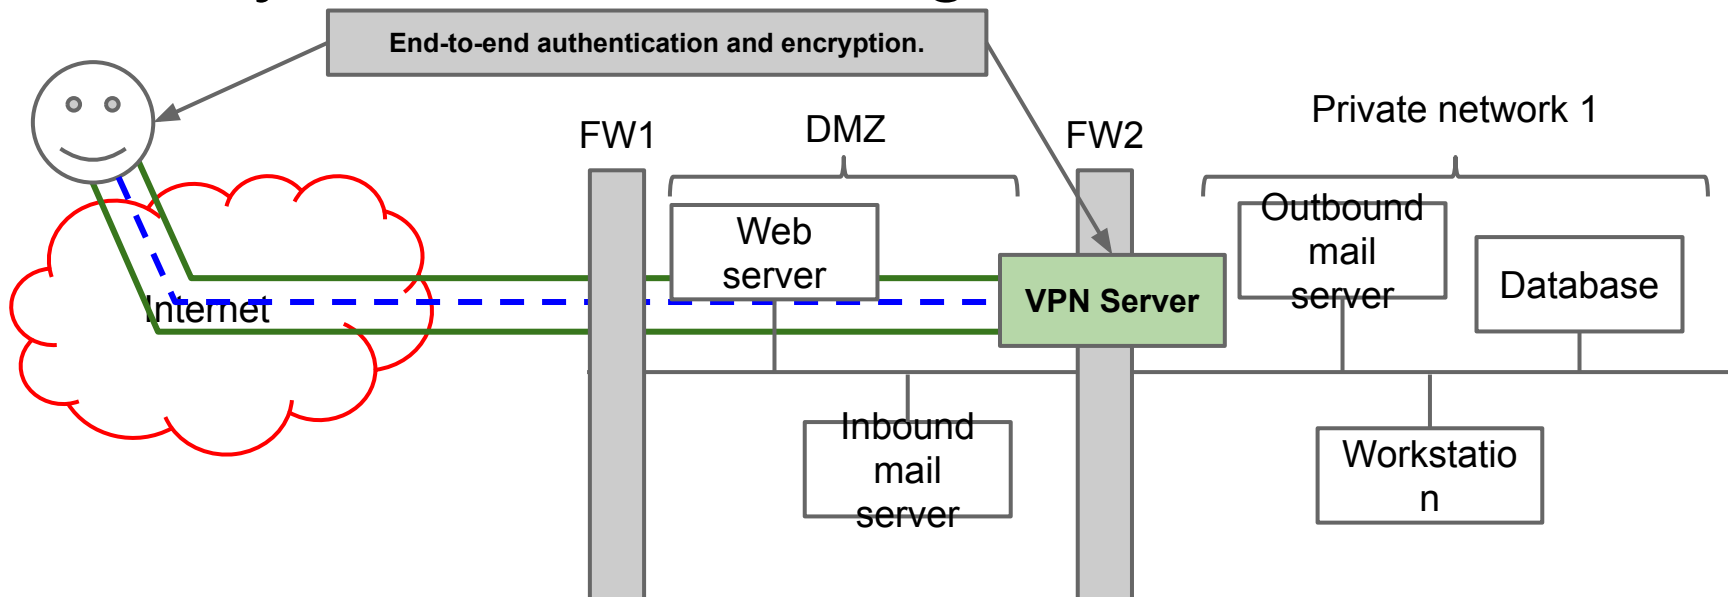 End-to-end authentication and encryption.
Private network 1
FW1
DMZ
FW2
Web
server
VPN Server
Outbound
mail
server
Database
Internet
Inbound
mail
server
Workstatio
n